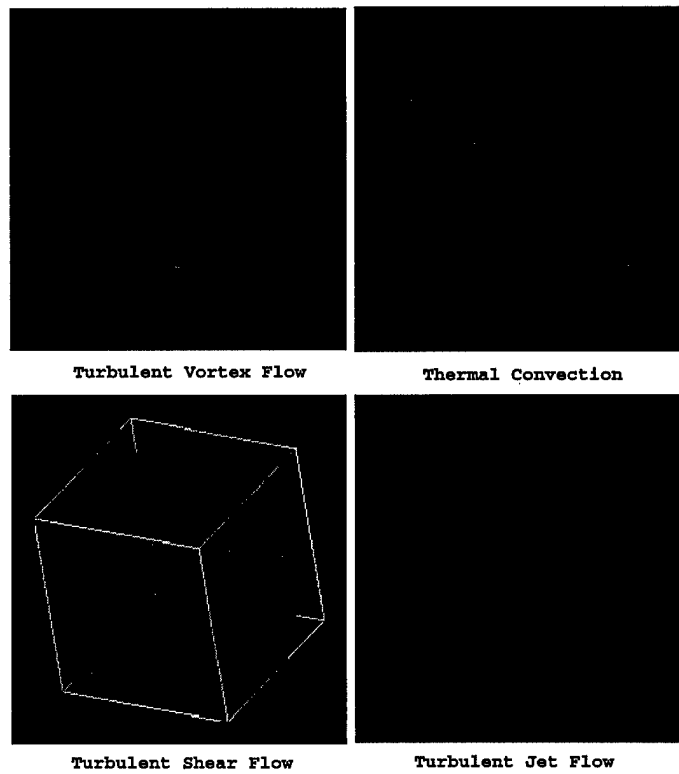 Turbulent Vortex Flow
Thermal Convection
Turbulent Shear Flow
Turbulent Jet Flow